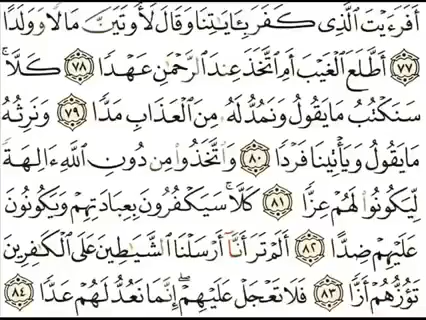 أَفَرَءَيْتَ ٱلَّذِى كَفَرَ بِـَٔايَـٰتِنَا وَقَالَ لَأُوتَيَنَّ مَالًا وَوَلَدًا
٧٧ أَطَّلَعَ ٱلْغَيْبَ أَمِ ٱتَّخَذَ عِندَ ٱلرَّحْمَـٰنِ عَهْدًا ٧٨ كَلَّا ۚ
سَنَكْتُبُ مَا يَقُولُ وَنَمُدُّ لَهُۥ مِنَ ٱلْعَذَابِ مَدًّا ٧٩ وَنَرِثُهُۥ
مَا يَقُولُ وَيَأْتِينَا فَرْدًا ٨٠ وَٱتَّخَذُوا۟ مِن دُونِ ٱللَّهِ ءَالِهَةً
لِّيَكُونُوا۟ لَهُمْ عِزًّا ٨١ كَلَّا ۚ سَيَكْفُرُونَ بِعِبَادَتِهِمْ وَيَكُونُونَ
عَلَيْهِمْ ضِدًّا ٨٢ أَلَمْ تَرَ أَنَّآ أَرْسَلْنَا ٱلشَّيَـٰطِينَ عَلَى ٱلْكَـٰفِرِينَ
تَؤُزُّهُمْ أَزًّا ٨٣ فَلَا تَعْجَلْ عَلَيْهِمْ ۖ إِنَّمَا نَعُدُّ لَهُمْ عَدًّا ٨٤